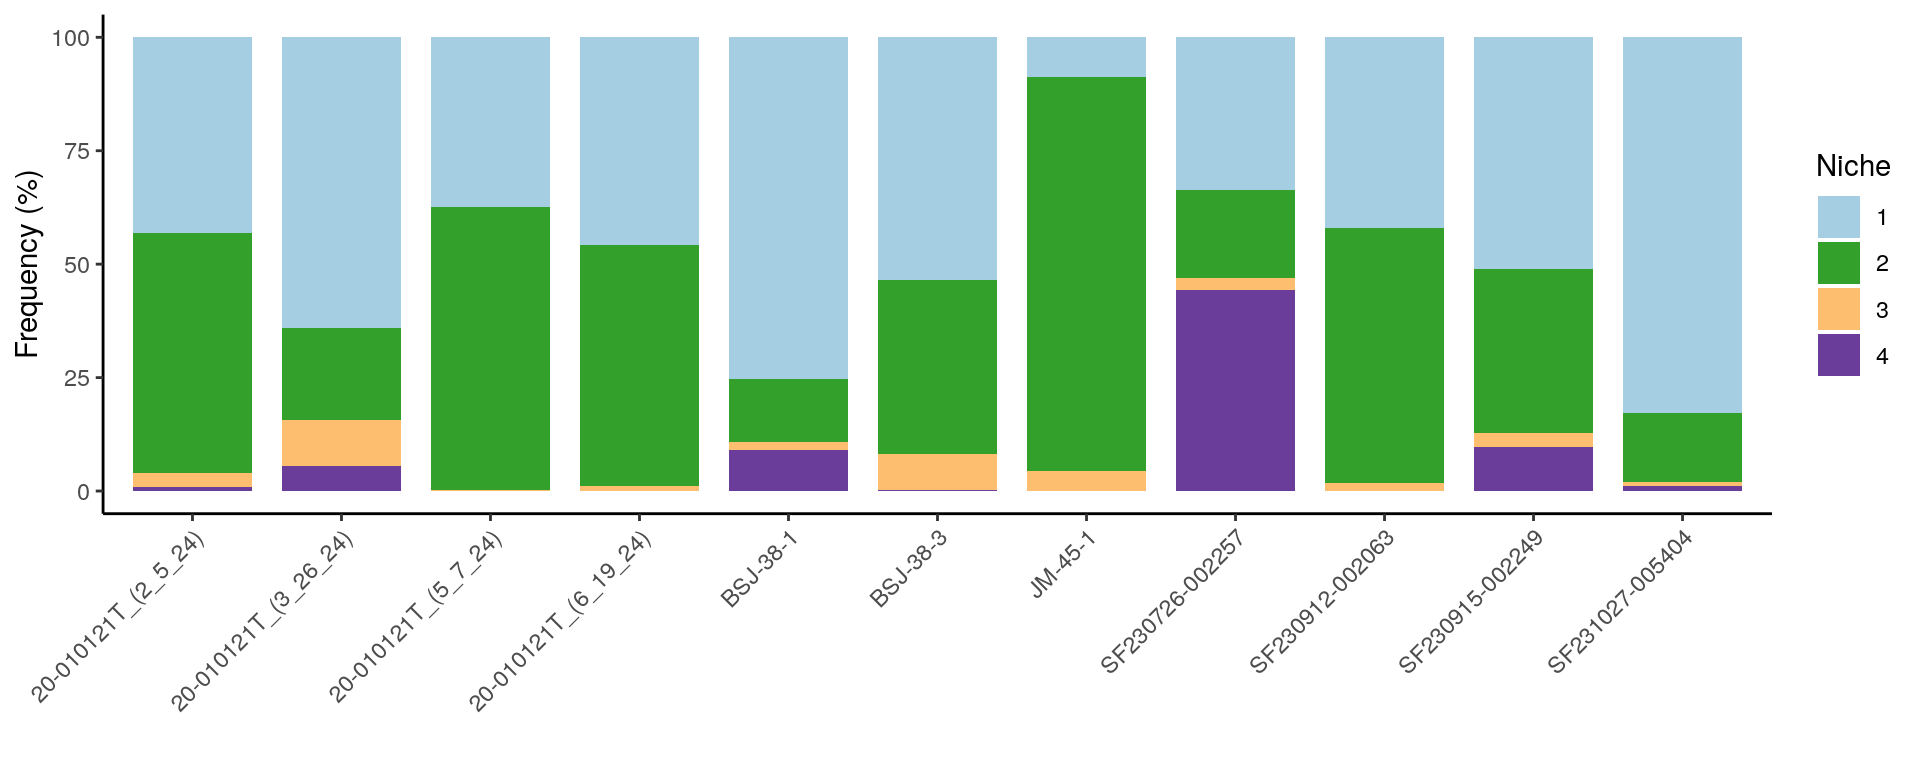 Frequency (%)
100
75
50
25
0
20-010121T_(2_5_24)
20-010121T_(3_26_24)
20-010121T_(5_7_24)
20-010121T_(6_19_24)
BSJ-38-1
BSJ-38-3
JM-45-1
SF230726-002257
SF230912-002063
SF230915-002249
SF231027-005404
Niche
1
2
3
4